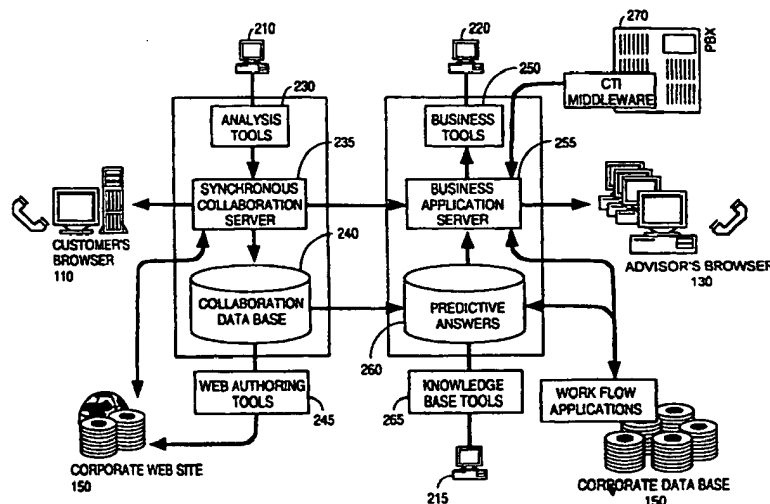 210
220
270
PBX
230
250
CTI
MIDDLEWARE
ANALYSIS
TOOLS
BUSINESS
TOOLS
235
255
SYNCHRONOUS
COLLABORATION
SERVER
BUSINESS
APPLICATION
SERVER
CUSTOMER'S
BROWSER
110
240
ADVISOR'S BROWSER
130
COLLABORATION
DATA BASE
PREDICTIVE
ANSWERS
260
WEB AUTHORING
TOOLS
245
KNOWLEDGE
BASE TOOLS
265
WORK FLOW
APPLICATIONS
CORPORATE WEB SITE
150
215
CORPORATE DATA BASE
150